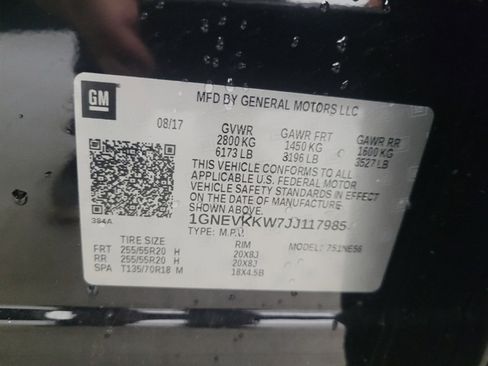 GM
MFD BY GENERAL MOTORS LLC
08/17 GVWR GAWR FRT GAWR RR
2800 KG 1450 KG 1600 KG
6173 LB 3196 LB 3527 LB
THIS VEHICLE CONFORMS TO ALL
APPLICABLE U.S. FEDERAL MOTOR
VEHICLE SAFETY STANDARDS IN EFFECT
ON THE DATE OF MANUFACTURE
SHOWN ABOVE.
384A 1GNEVKKW7JJ117985
TYPE: M.P.V. MODEL: 751NE56
TIRE SIZE RIM
FRT 255/55R20 H 20X8J
RR 255/55R20 H 20X8J
SPA T135/70R18 M 18X4.5B